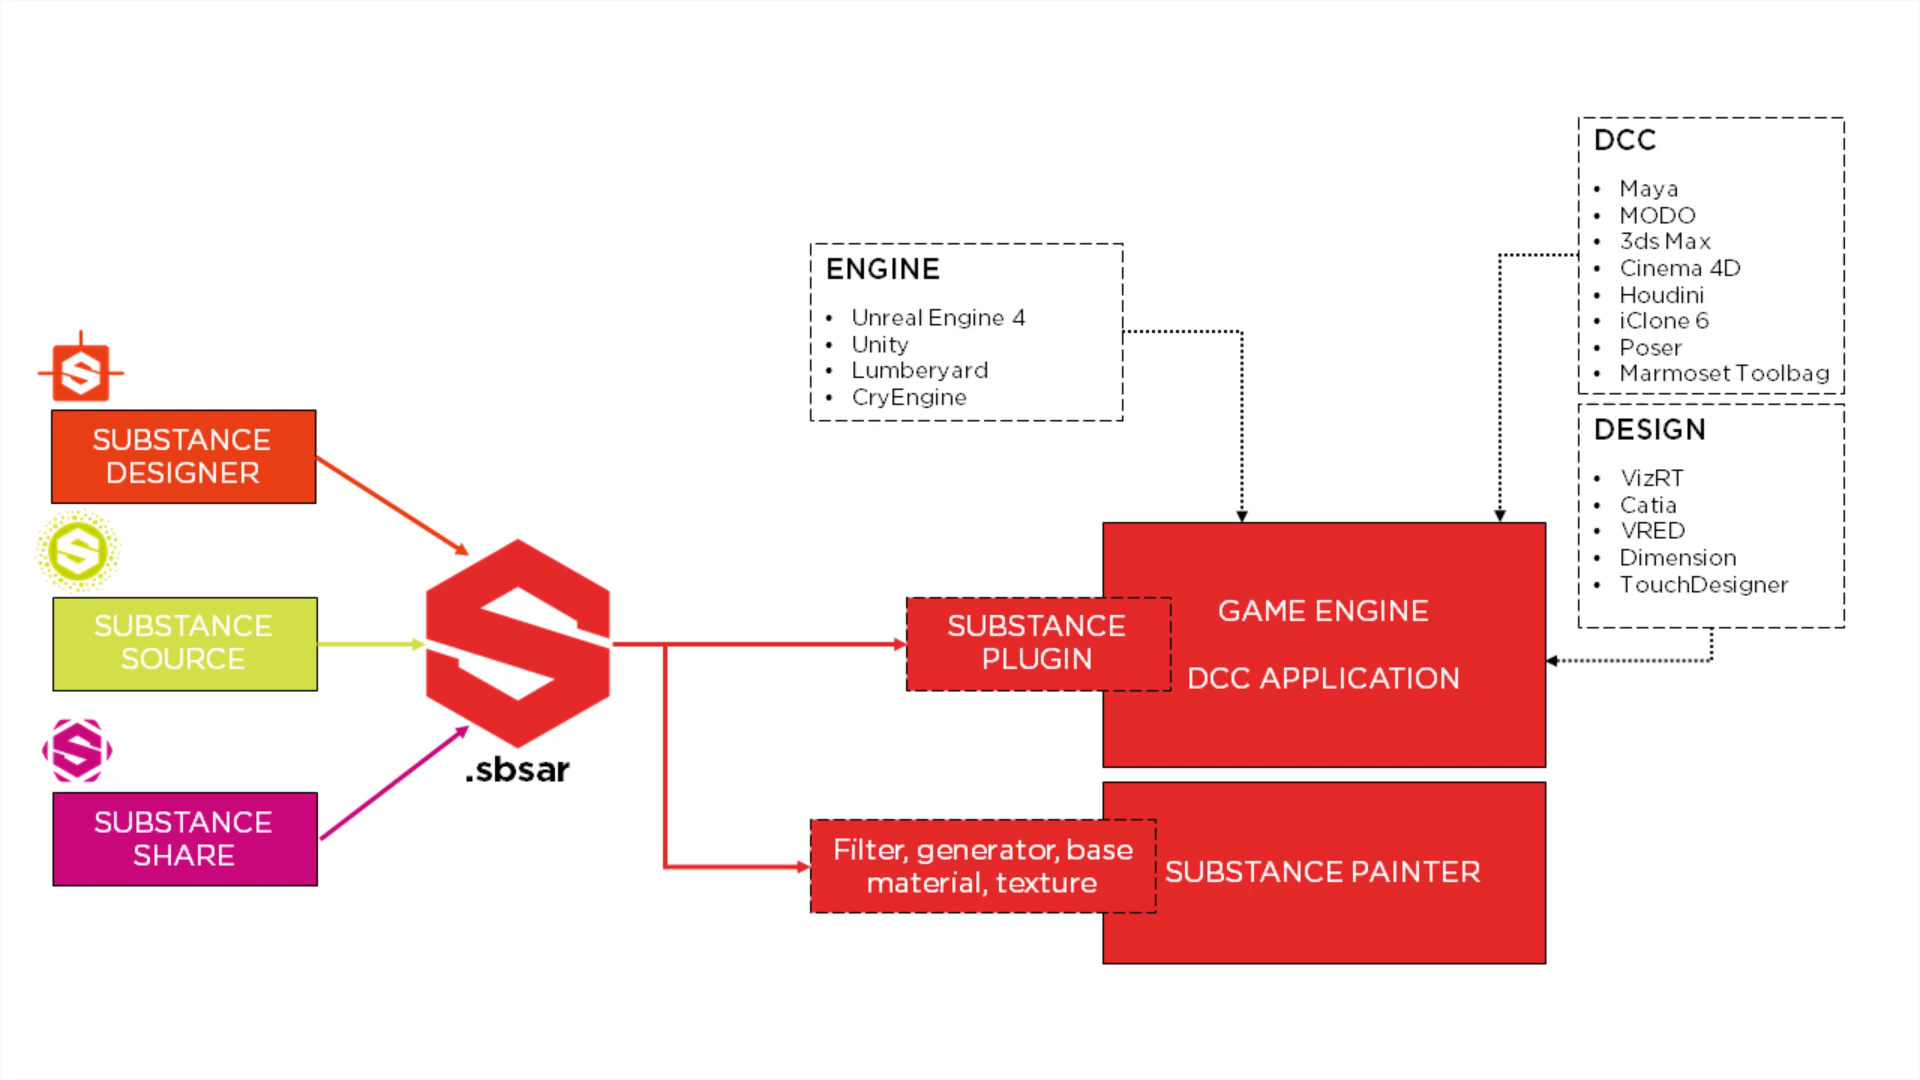 SUBSTANCE
DESIGNER
SUBSTANCE
SOURCE
SUBSTANCE
SHARE
.sbsar
ENGINE
• Unreal Engine 4
• Unity
• Lumberyard
• CryEngine
DCC
• Maya
• MODO
• 3ds Max
• Cinema 4D
• Houdini
• iClone 6
• Poser
• Marmoset Toolbag
DESIGN
• VizRT
• Catia
• VRED
• Dimension
• TouchDesigner
SUBSTANCE
PLUGIN
GAME ENGINE
DCC APPLICATION
Filter, generator, base
material, texture
SUBSTANCE PAINTER